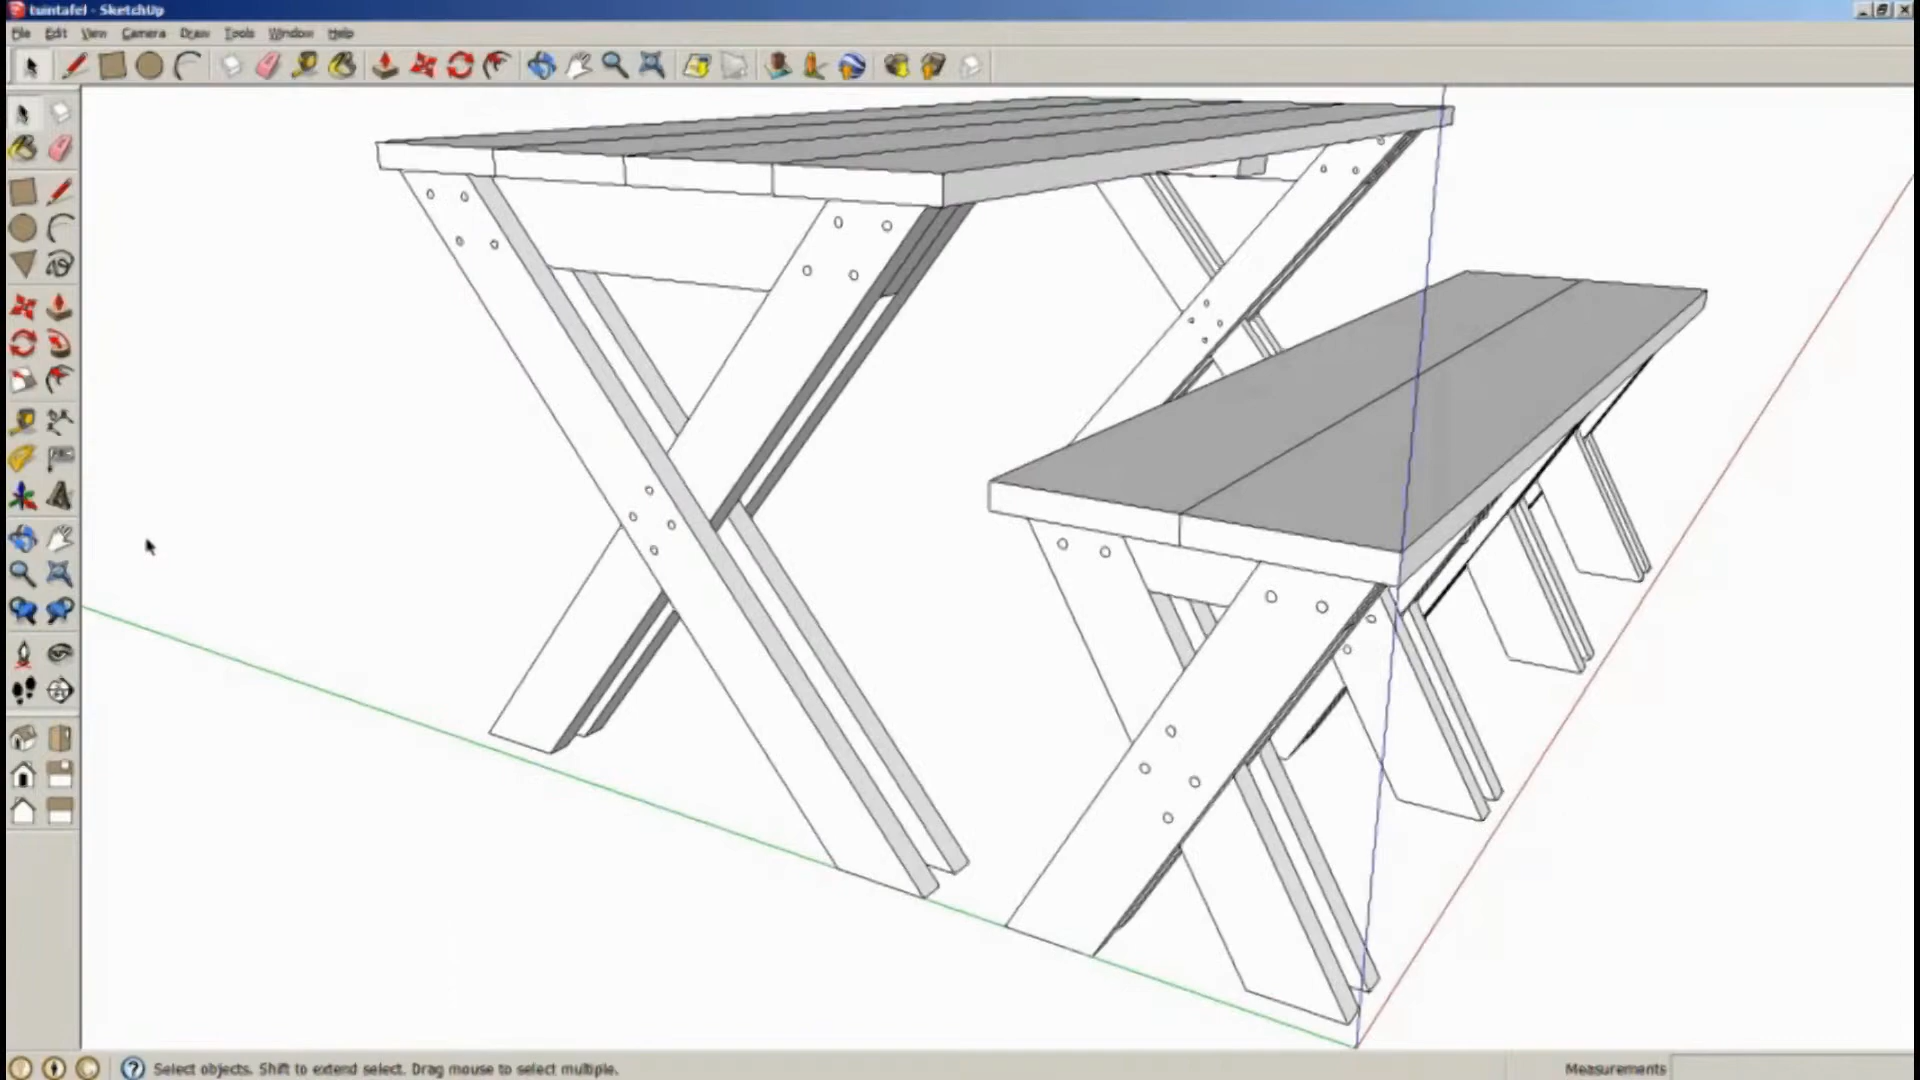 tuintafel - SketchUp
File Edit View Camera Draw Tools Window Help
Select objects. Shift to extend select. Drag mouse to select multiple.
Measurements